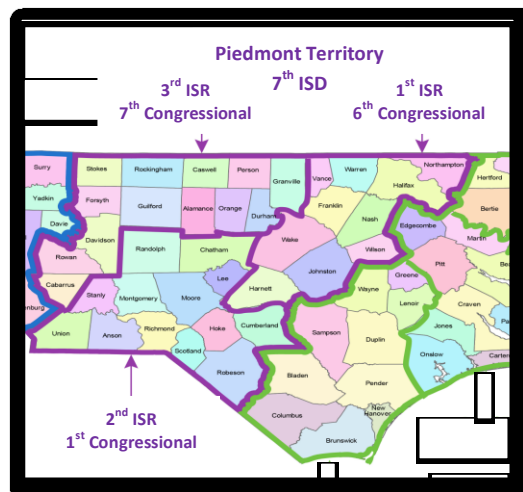 Piedmont Territory
7th ISD
3rd ISR
7th Congressional
1st ISR
6th Congressional
Surry
Stokes
Rockingham
Caswell
Person
Granville
Vance
Warren
Northampton
Hertford
Halifax
Yadkin
Forsyth
Guilford
Alamance
Orange
Durham
Franklin
Nash
Bertie
Davie
Davidson
Randolph
Chatham
Wake
Wilson
Edgecombe
Rowan
Johnston
Pitt
Cabarrus
Stanly
Montgomery
Moore
Lee
Harnett
Wayne
Greene
Lenoir
Craven
Union
Anson
Richmond
Hoke
Cumberland
Sampson
Duplin
Jones
Scotland
Robeson
Bladen
Pender
Onslow
Carter
Columbus
New
Hanover
Brunswick
2nd ISR
1st Congressional